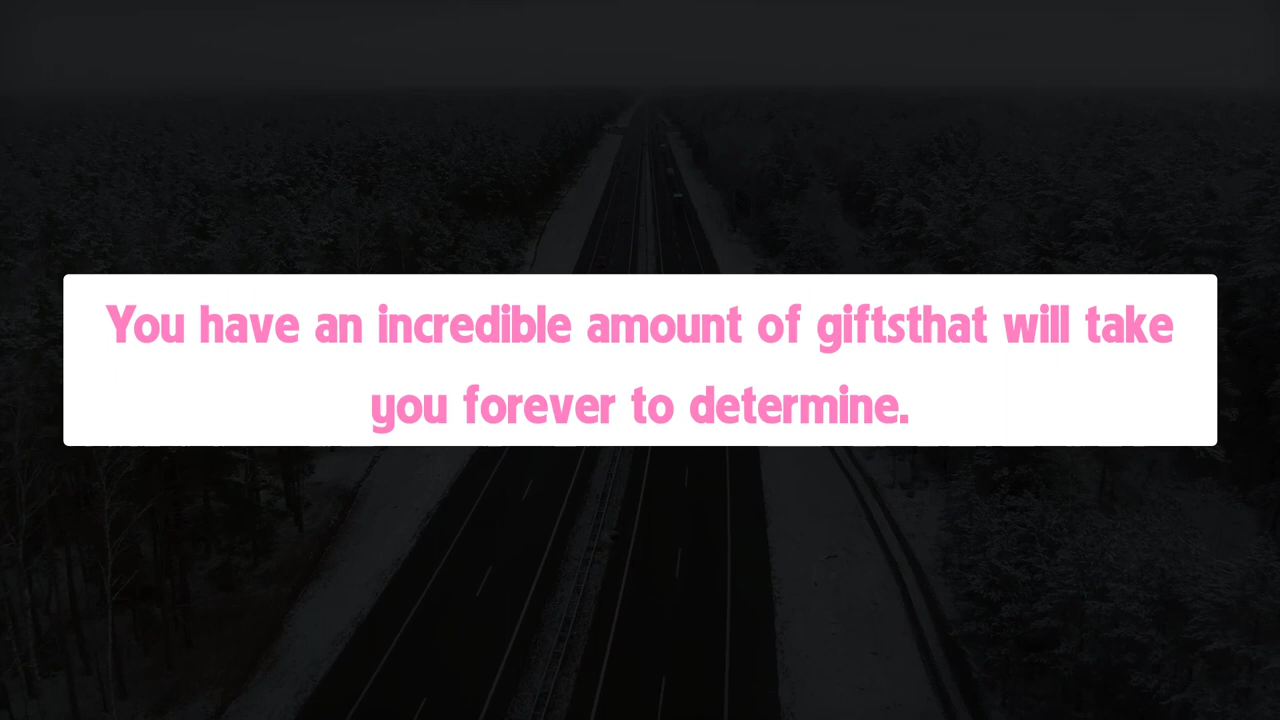 You have an incredible amount of giftsthat will take
you forever to determine.